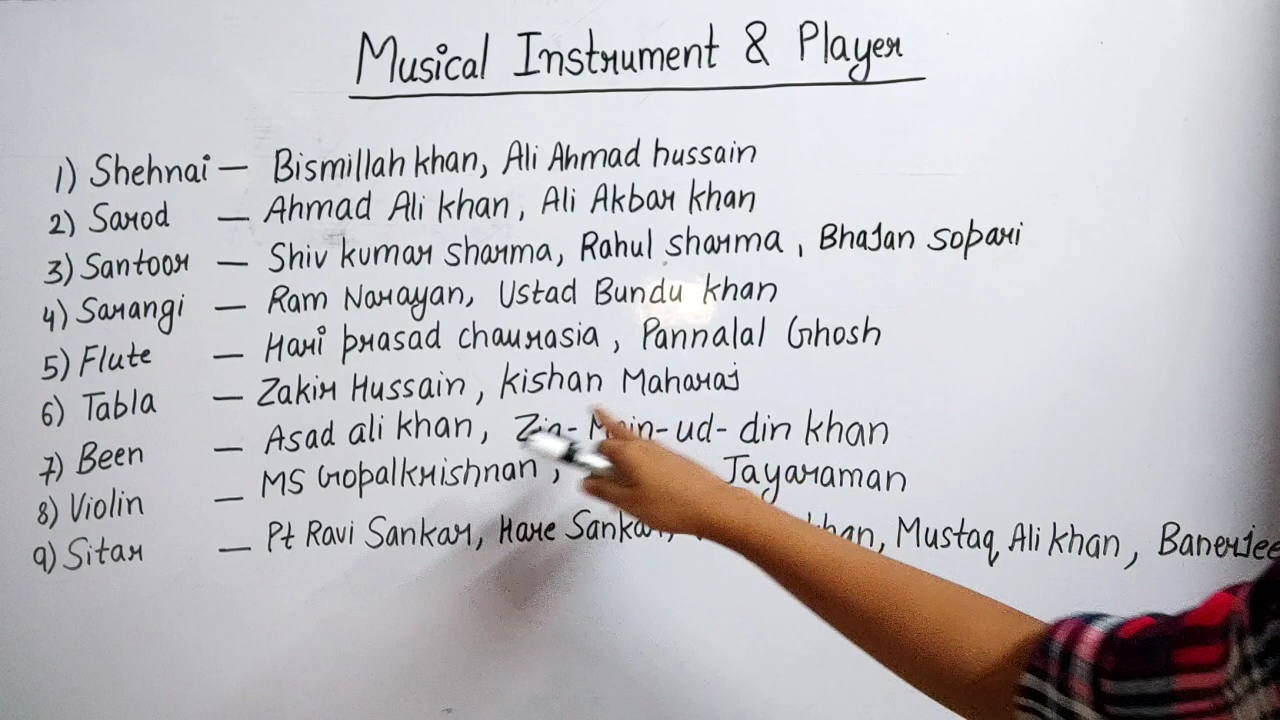 Musical Instrument & Player
1) Shehnai — Bismillah khan, Ali Ahmad hussain
2) Sarod — Ahmad Ali khan, Ali Akbar khan
3) Santoor — Shiv kumar sharma, Rahul sharma, Bhajan sopari
4) Sarangi — Ram Narayan, Ustad Bundu khan
5) Flute — Hari prasad chaurasia, Pannalal Ghosh
6) Tabla — Zakir Hussain, kishan Maharaj
7) Been — Asad ali khan, -ud-din khan
8) Violin — MS Gopalkrishnan, Jayaraman
9) Sitar — Pt Ravi Sankar, Hare Sankar, khan, Mustaq Ali khan, Banerjee